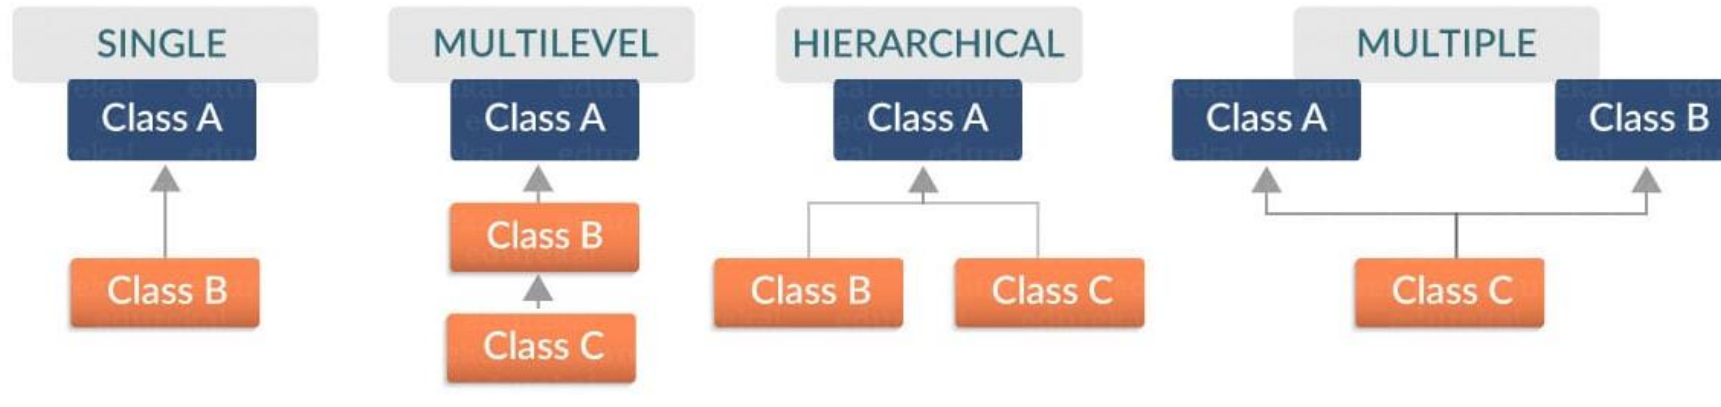 SINGLE
Class A
Class B
MULTILEVEL
Class A
Class B
Class C
HIERARCHICAL
Class A
Class B
Class C
MULTIPLE
Class A
Class B
Class C